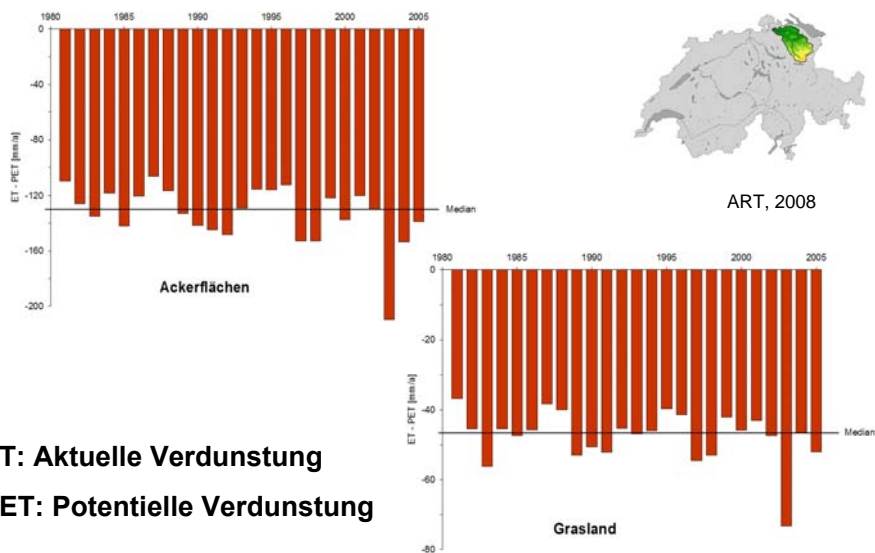 1980 1985 1990 1995 2000 2005
0
-40
-80
-120
-160
-200
ET - PET [mm/a]
Median
Ackerflächen
ART, 2008
1980 1985 1990 1995 2000 2005
0
-20
-40
-60
-80
ET - PET [mm/a]
Median
Grasland
T: Aktuelle Verdunstung
ET: Potentielle Verdunstung